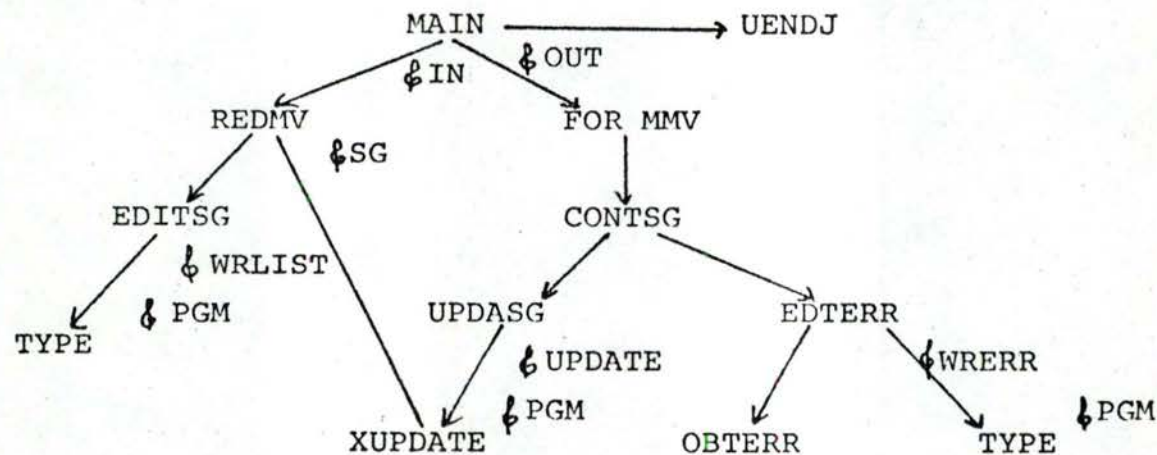 MAIN UENDJ
&IN &OUT
REDMV FOR MMV
&SG
EDITSG CONTSG
&WRLIST
&PGM UPDASG EDTERR
TYPE
&UPDATE &WRERR
&PGM &PGM
XUPDATE OBTERR TYPE